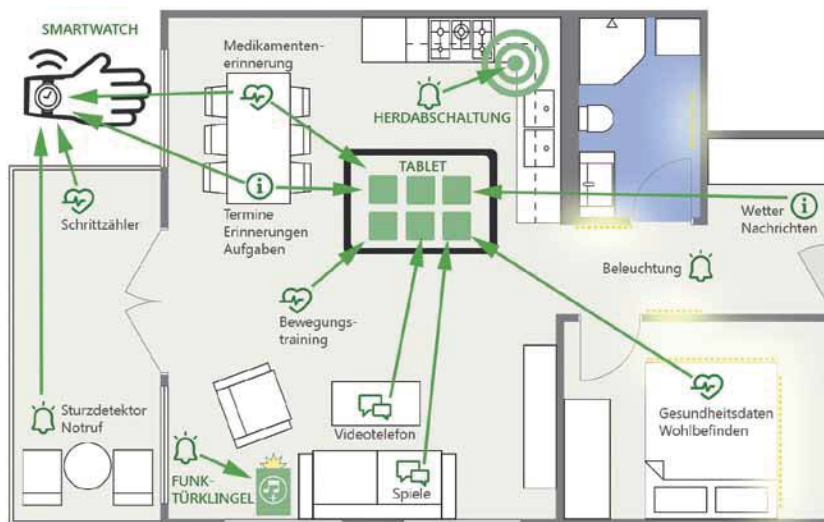 SMARTWATCH
Medikamenten-
erinnerung
HERDABSCHALTUNG
TABLET
Schrittzähler
Termine
Erinnerungen
Aufgaben
Wetter
Nachrichten
Beleuchtung
Bewegungs-
training
Sturzdetektor
Notruf
Videotelefon
Gesundheitsdaten
Wohlbefinden
FUNK-
TÜRKLINGEL
Spiele